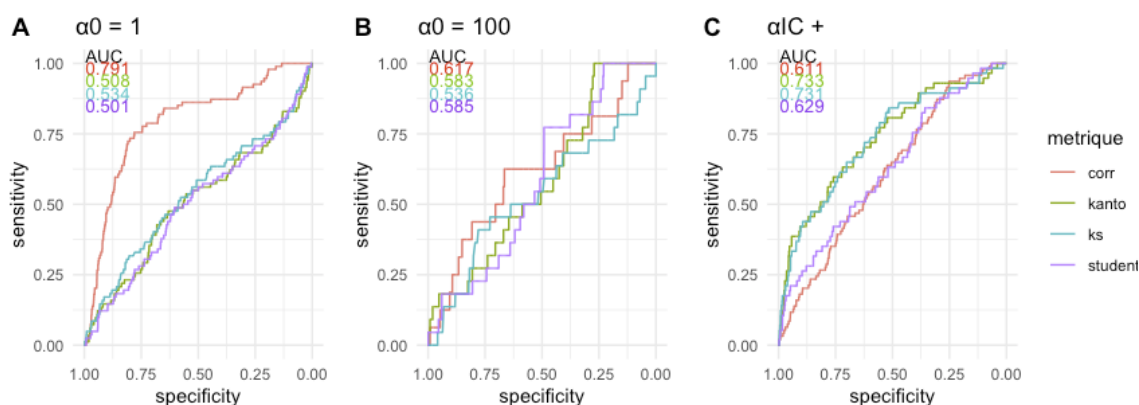 A α0 = 1
AUC
0.791
0.508
0.534
0.501
1.00
0.75
0.50
0.25
0.00
sensitivity
1.00 0.75 0.50 0.25 0.00
specificity
B α0 = 100
AUC
0.617
0.583
0.536
0.585
1.00
0.75
0.50
0.25
0.00
sensitivity
1.00 0.75 0.50 0.25 0.00
specificity
C αIC +
AUC
0.611
0.733
0.731
0.629
1.00
0.75
0.50
0.25
0.00
sensitivity
1.00 0.75 0.50 0.25 0.00
specificity
metrique
corr
kanto
ks
student